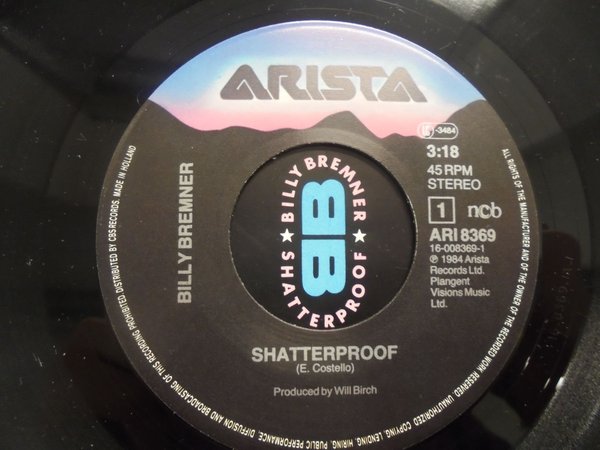 ARISTA
-3484
3:18
45 RPM
STEREO
1 ncb
ARI 8369
16-008369-1
℗ 1984 Arista
Records Ltd.
Plangent
Visions Music
Ltd.
BILLY BREMNER
★ BILLY BREMNER ★ SHATTERPROOF
BB
SHATTERPROOF
(E. Costello)
Produced by Will Birch
ALL RIGHTS OF THE MANUFACTURER AND OF THE OWNER OF THE RECORDED WORK RESERVED. UNAUTHORIZED COPYING, LENDING, HIRING, PUBLIC PERFORMANCE, DIFFUSION AND BROADCASTING OF THIS RECORDING PROHIBITED. DISTRIBUTED BY CBS RECORDS. MADE IN HOLLAND